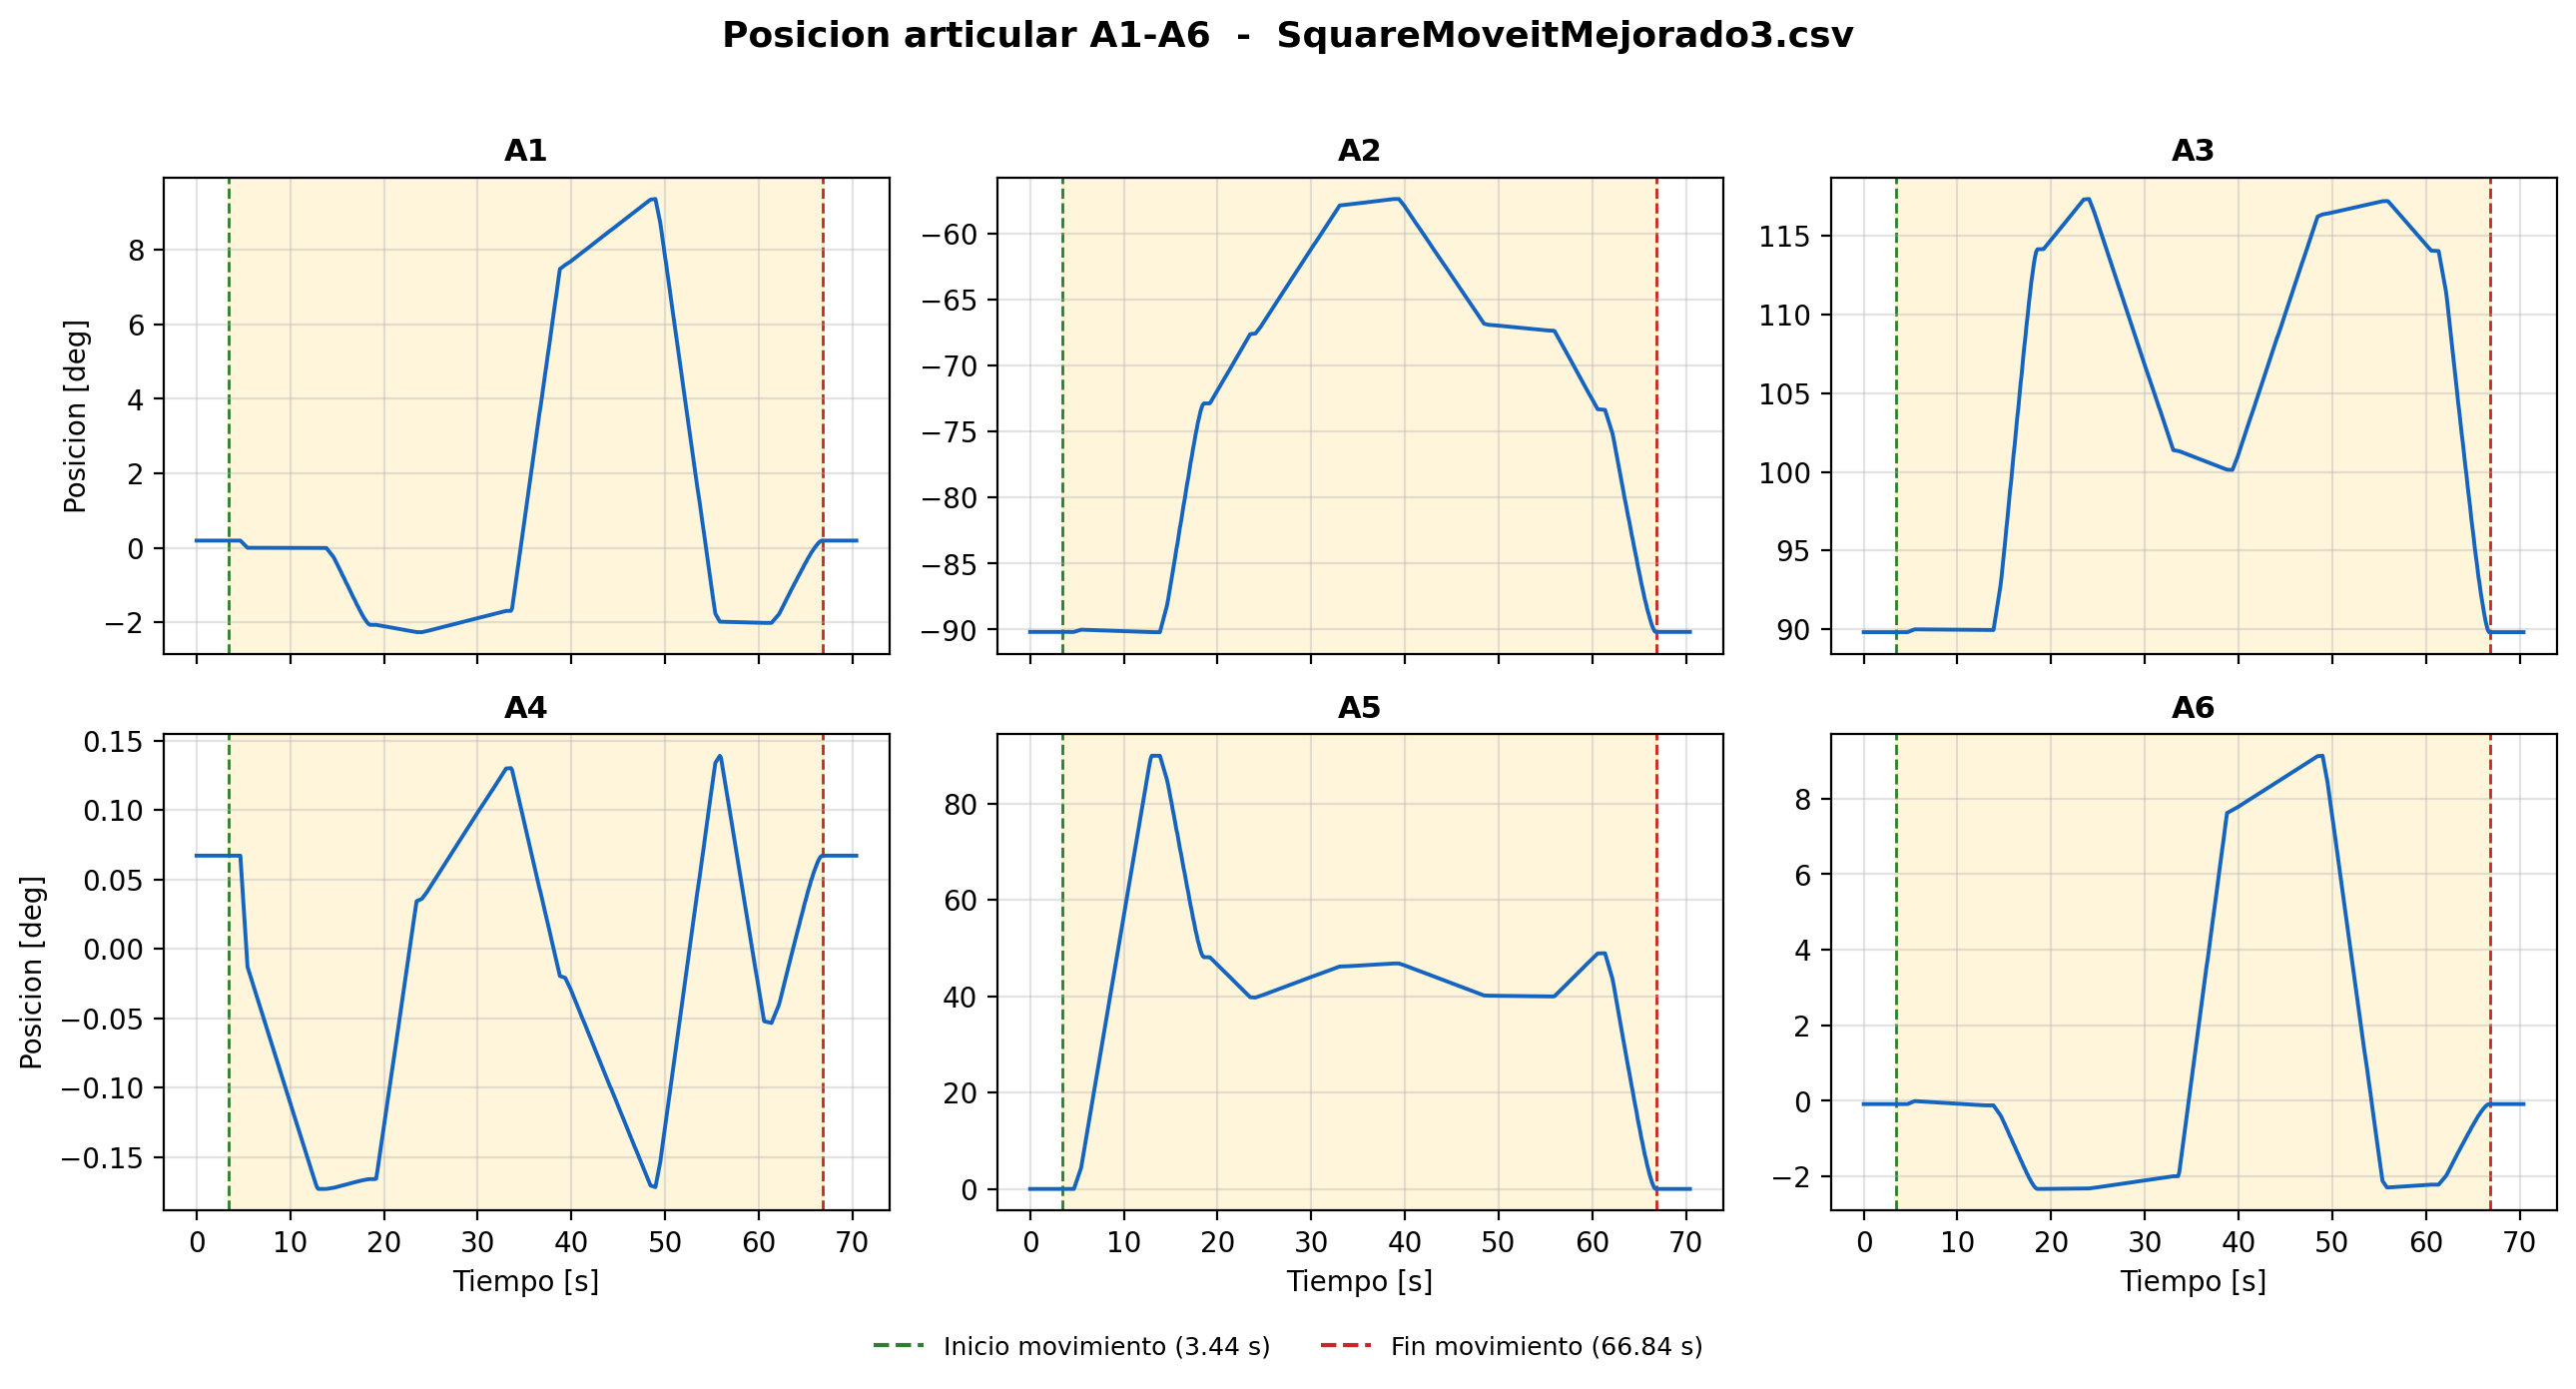 Posicion articular A1-A6 - SquareMoveitMejorado3.csv
A1
A2
A3
Posicion [deg]
8
6
4
2
0
−2
−60
−65
−70
−75
−80
−85
−90
115
110
105
100
95
90
A4
A5
A6
Posicion [deg]
0.15
0.10
0.05
0.00
−0.05
−0.10
−0.15
80
60
40
20
0
8
6
4
2
0
−2
0 10 20 30 40 50 60 70
0 10 20 30 40 50 60 70
0 10 20 30 40 50 60 70
Tiempo [s]
Tiempo [s]
Tiempo [s]
Inicio movimiento (3.44 s)
Fin movimiento (66.84 s)